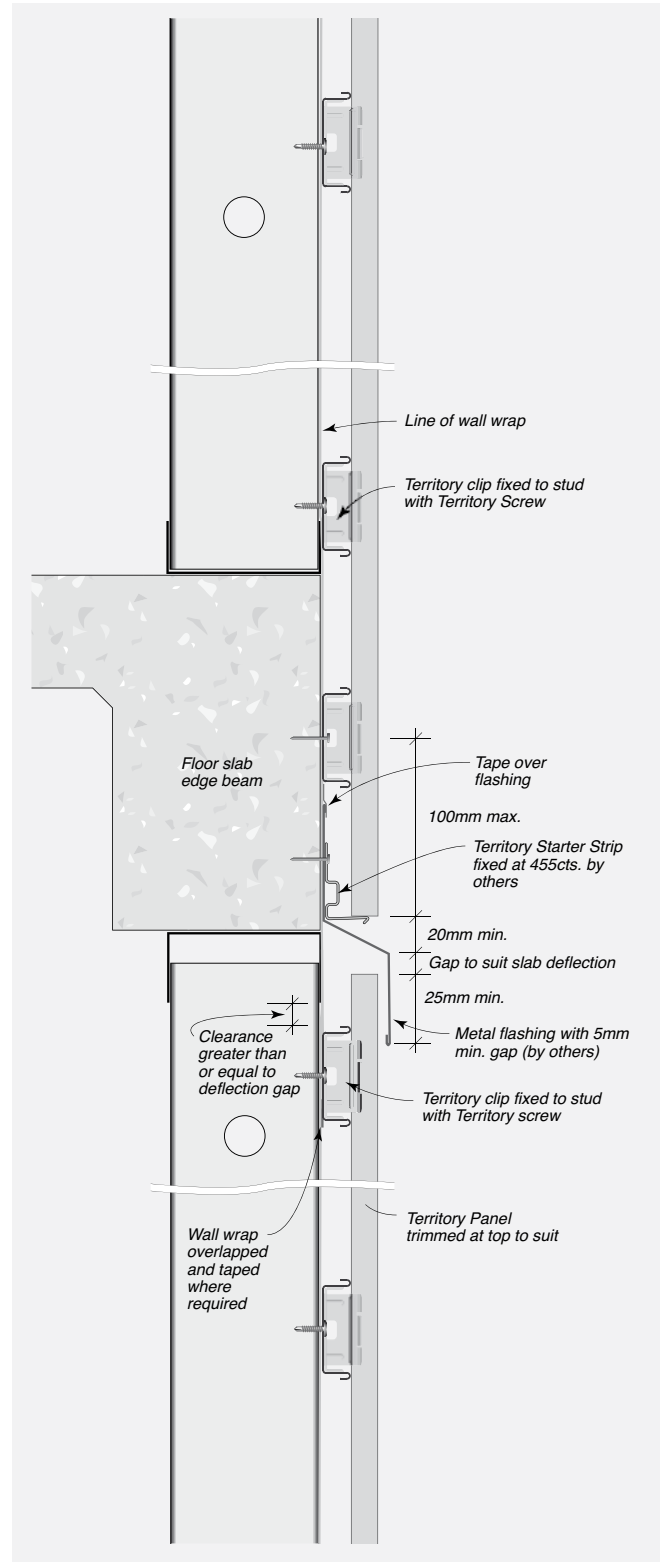 Line of wall wrap
Territory clip fixed to stud
with Territory Screw
Floor slab
edge beam
Tape over
flashing
100mm max.
Territory Starter Strip
fixed at 455cts. by
others
20mm min.
Gap to suit slab deflection
25mm min.
Clearance
greater than
or equal to
deflection gap
Metal flashing with 5mm
min. gap (by others)
Territory clip fixed to stud
with Territory screw
Territory Panel
trimmed at top to suit
Wall wrap
overlapped
and taped
where
required